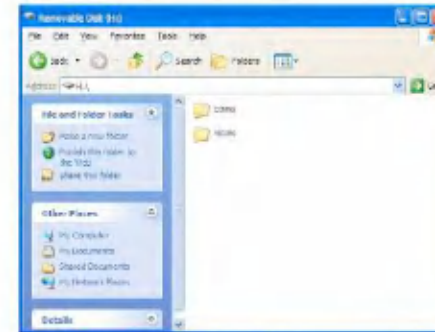 Removable Disk (H:)
File Edit View Favorites Tools Help
Back Search Folders
Address H:\
File and Folder Tasks
Make a new folder
Publish this folder to
the Web
Share this folder
Other Places
My Computer
My Documents
Shared Documents
My Network Places
Details